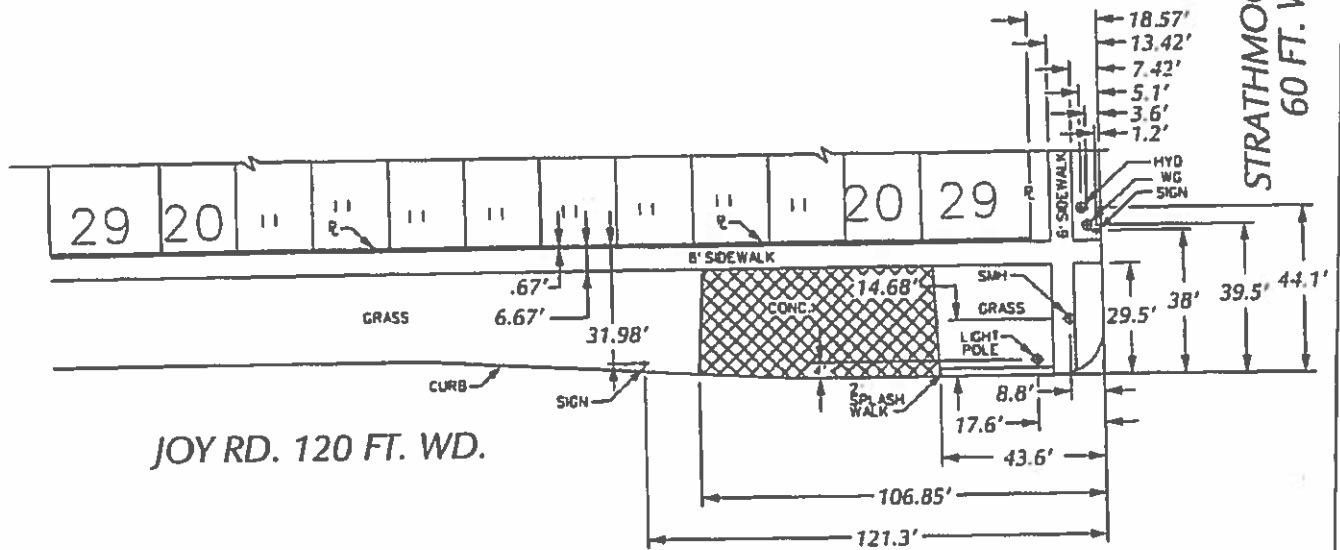 18.57'
13.42'
7.42'
5.1'
3.6'
1.2'
60 FT.
HYD
WG
SIGN
6' SIDEWALK
29 20 " " " " " " " " 20 29
8' SIDEWALK
.67'
6.67'
31.98'
GRASS
CONC.
14.68'
SMH
GRASS
LIGHT
POLE
29.5'
38'
39.5'
44.1'
CURB
SIGN
4'
2'
SPLASH
WALK
8.8'
17.6'
43.6'
JOY RD. 120 FT. WD.
106.85'
121.3'